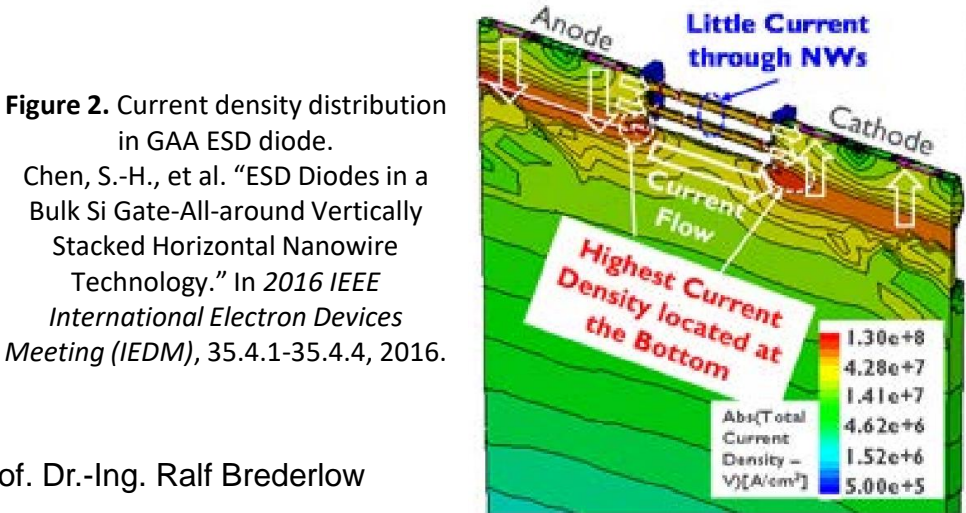 Figure 2. Current density distribution
in GAA ESD diode.
Chen, S.-H., et al. “ESD Diodes in a
Bulk Si Gate-All-around Vertically
Stacked Horizontal Nanowire
Technology.” In 2016 IEEE
International Electron Devices
Meeting (IEDM), 35.4.1-35.4.4, 2016.
of. Dr.-Ing. Ralf Brederlow
Anode
Little Current
through NWs
Cathode
Current
Flow
Highest Current
Density located at
the Bottom
Abs(Total
Current
Density –
V)[A/cm³]
1.30e+8
4.28e+7
1.41e+7
4.62e+6
1.52e+6
5.00e+5